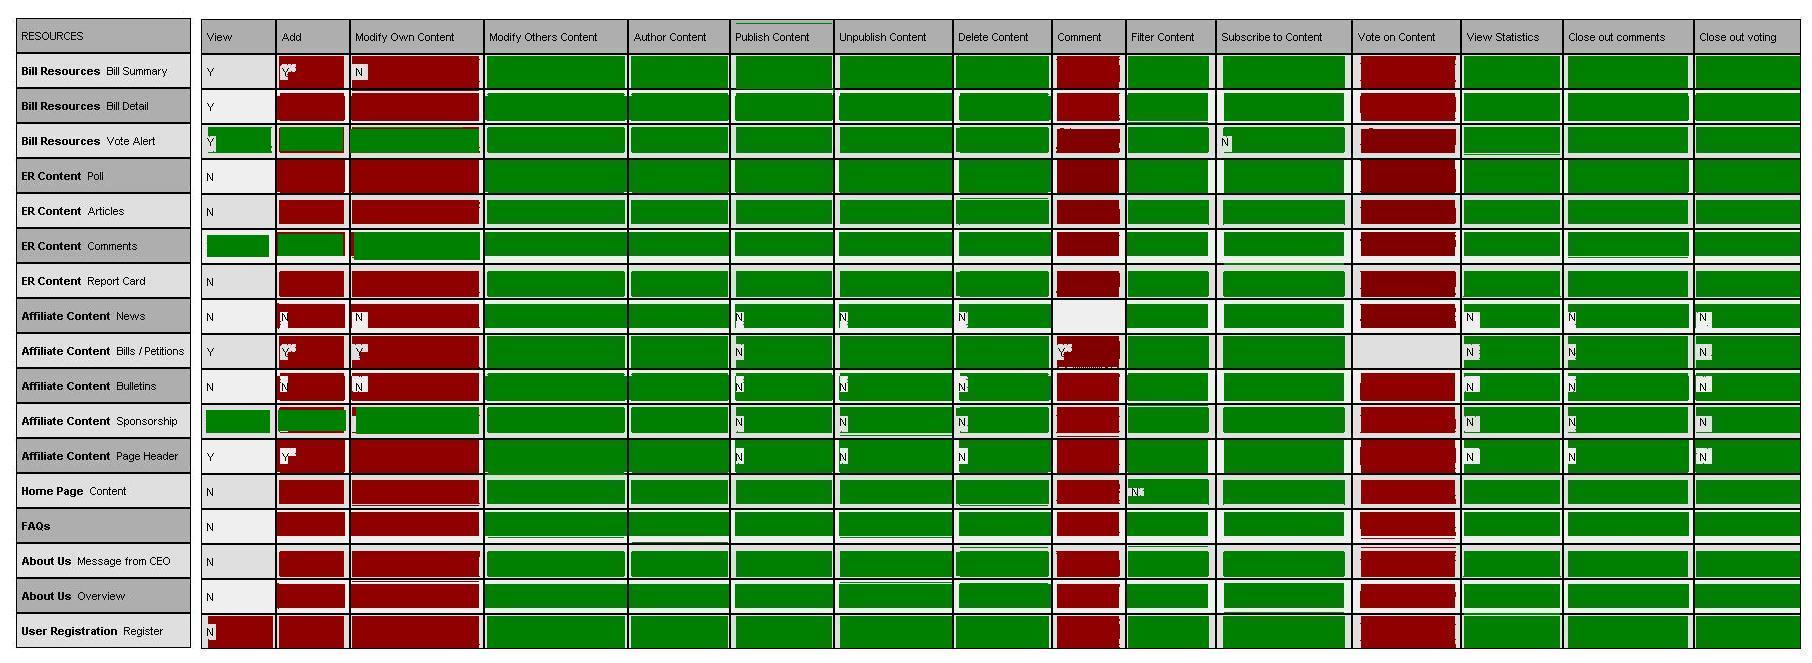 RESOURCES View Add Modify Own Content Modify Others Content Author Content Publish Content Unpublish Content Delete Content Comment Filter Content Subscribe to Content Vote on Content View Statistics Close out comments Close out voting
Bill Resources Bill Summary Y Y N
Bill Resources Bill Detail Y
Bill Resources Vote Alert Y N
ER Content Poll N
ER Content Articles N
ER Content Comments
ER Content Report Card N
Affiliate Content News N N N N N N N N N
Affiliate Content Bills / Petitions Y Y Y N Y N N N
Affiliate Content Bulletins N N N N N N N N N
Affiliate Content Sponsorship N N N N N N
Affiliate Content Page Header Y Y N N N N N N
Home Page Content N N
FAQs N
About Us Message from CEO N
About Us Overview N
User Registration Register N